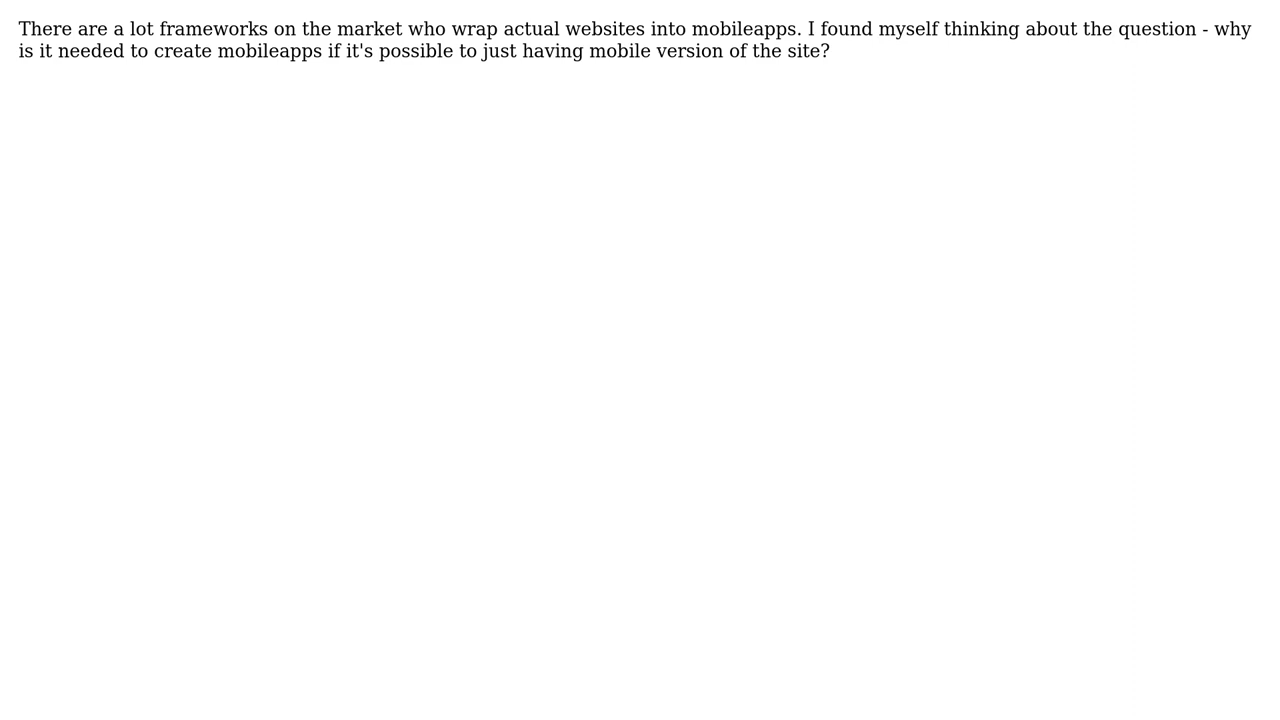 There are a lot frameworks on the market who wrap actual websites into mobileapps. I found myself thinking about the question - why
is it needed to create mobileapps if it's possible to just having mobile version of the site?